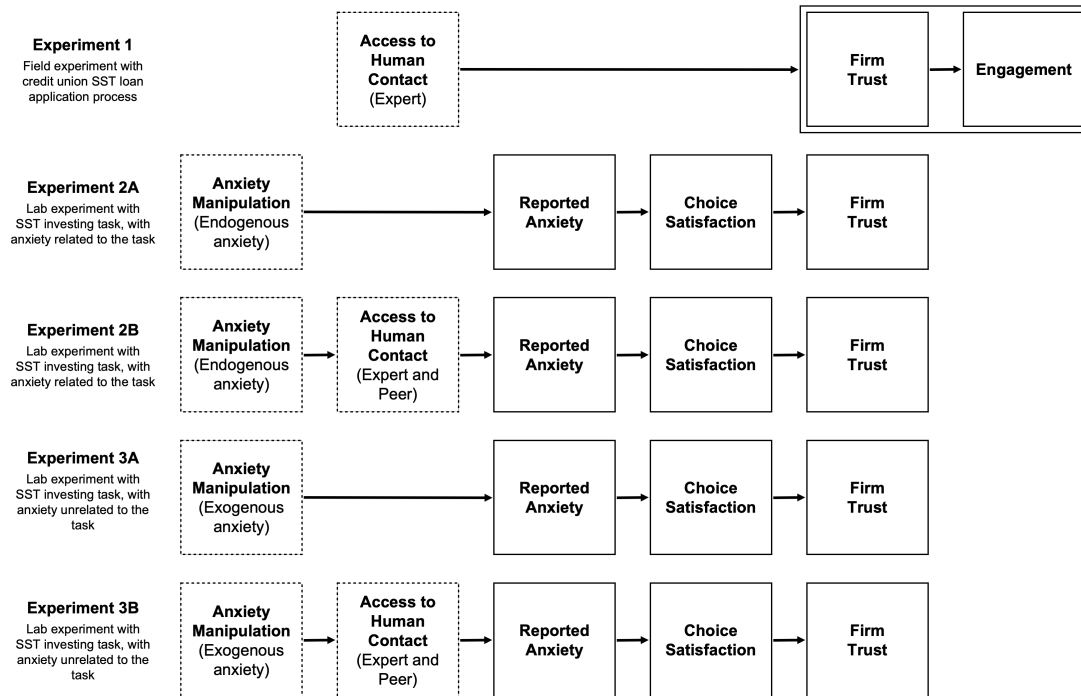 Experiment 1
Field experiment with
credit union SST loan
application process
Access to
Human
Contact
(Expert)
Firm
Trust
Engagement
Experiment 2A
Lab experiment with
SST investing task, with
anxiety related to the task
Anxiety
Manipulation
(Endogenous
anxiety)
Reported
Anxiety
Choice
Satisfaction
Firm
Trust
Experiment 2B
Lab experiment with
SST investing task, with
anxiety related to the task
Anxiety
Manipulation
(Endogenous
anxiety)
Access to
Human
Contact
(Expert and
Peer)
Reported
Anxiety
Choice
Satisfaction
Firm
Trust
Experiment 3A
Lab experiment with
SST investing task, with
anxiety unrelated to the
task
Anxiety
Manipulation
(Exogenous
anxiety)
Reported
Anxiety
Choice
Satisfaction
Firm
Trust
Experiment 3B
Lab experiment with
SST investing task, with
anxiety unrelated to the
task
Anxiety
Manipulation
(Exogenous
anxiety)
Access to
Human
Contact
(Expert and
Peer)
Reported
Anxiety
Choice
Satisfaction
Firm
Trust